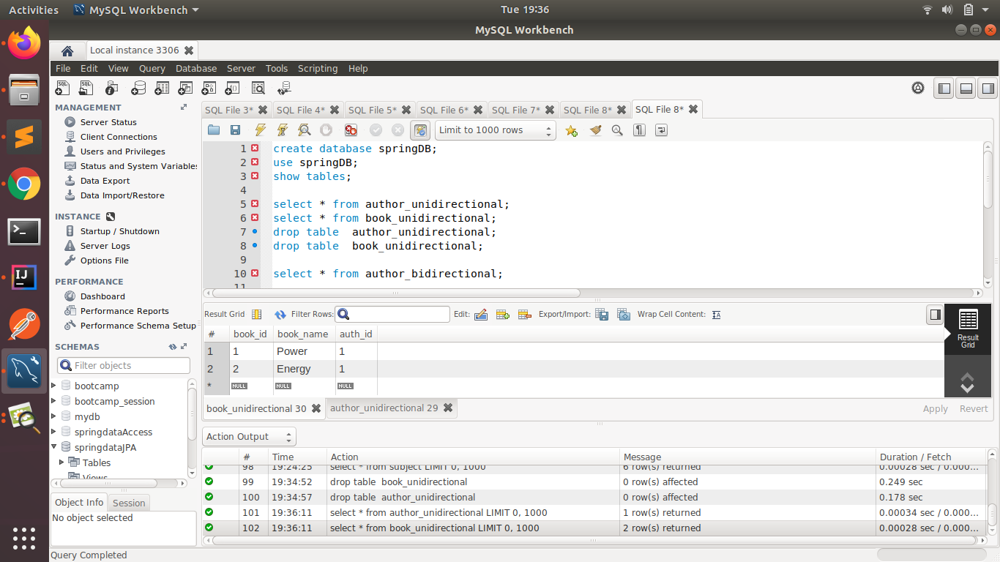 Activities MySQL Workbench Tue 19:36
MySQL Workbench
Local instance 3306
File Edit View Query Database Server Tools Scripting Help
MANAGEMENT
Server Status
Client Connections
Users and Privileges
Status and System Variables
Data Export
Data Import/Restore
INSTANCE
Startup / Shutdown
Server Logs
Options File
PERFORMANCE
Dashboard
Performance Reports
Performance Schema Setup
SCHEMAS
Filter objects
bootcamp
bootcamp_session
mydb
springdataAccess
springdataJPA
Tables
Views
Object Info Session
No object selected
SQL File 3* SQL File 4* SQL File 5* SQL File 6* SQL File 7* SQL File 8* SQL File 8*
Limit to 1000 rows
1 create database springDB;
2 use springDB;
3 show tables;
4
5 select * from author_unidirectional;
6 select * from book_unidirectional;
7 drop table  author_unidirectional;
8 drop table  book_unidirectional;
9
10 select * from author_bidirectional;
11
Result Grid Filter Rows: Edit: Export/Import: Wrap Cell Content:
# book_id book_name auth_id
1 1 Power 1
2 2 Energy 1
* NULL NULL NULL
Result
Grid
book_unidirectional 30 author_unidirectional 29 Apply Revert
Action Output
# Time Action Message Duration / Fetch
98 19:24:25 select * from subject LIMIT 0, 1000 6 row(s) returned 0.00028 sec / 0.000...
99 19:34:52 drop table  book_unidirectional 0 row(s) affected 0.249 sec
100 19:34:57 drop table  author_unidirectional 0 row(s) affected 0.178 sec
101 19:36:11 select * from author_unidirectional LIMIT 0, 1000 1 row(s) returned 0.00034 sec / 0.000...
102 19:36:11 select * from book_unidirectional LIMIT 0, 1000 2 row(s) returned 0.00028 sec / 0.000...
Query Completed